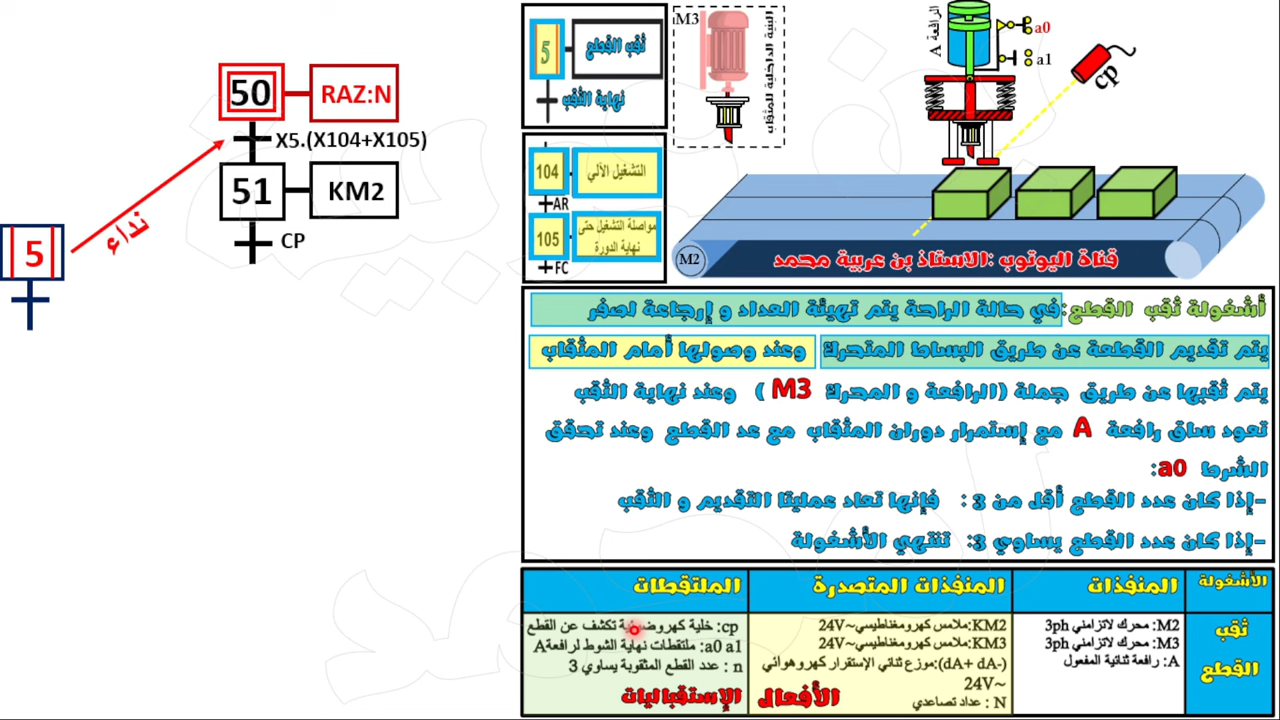 50
RAZ:N
X5.(X104+X105)
51
KM2
CP
5
نداء
5
ثقب القطع
نهاية الثقب
M3
البنية الداخلية للمثقاب
104
التشغيل الآلي
AR
105
مواصلة التشغيل حتى
نهاية الدورة
FC
الرافعة A
a0
a1
cp
M2
قناة اليوتوب :الاستاذ بن عربية محمد
أشغولة ثقب القطع:في حالة الراحة يتم تهيئة العداد و إرجاعة لصفر
يتم تقديم القطعة عن طريق البساط المتحرك وعند وصولها أمام المثقاب
يتم ثقبها عن طريق جملة (الرافعة و المحرك M3 ) وعند نهاية الثقب
تعود ساق رافعة A مع إستمرار دوران المثقاب مع عد القطع وعند تحقق
الشرط a0:
-إذا كان عدد القطع أقل من 3 : فإنها تعاد عمليتا التقديم و الثقب
-إذا كان عدد القطع يساوي 3: تنتهي الأشغولة
الأشغولة المنفذات المنفذات المتصدرة الملتقطات
ثقب
القطع
M2: محرك لاتزامني 3ph
M3: محرك لاتزامني 3ph
A: رافعة ثنائية المفعول
KM2:ملامس كهرومغناطيسي~24V
KM3:ملامس كهرومغناطيسي~24V
(dA+ dA-):موزع ثنائي الإستقرار كهروهوائي
24V~
N : عداد تصاعدي
الأفعال
cp: خلية كهروضوئية تكشف عن القطع
a0 a1: ملتقطات نهاية الشوط لرافعةA
n : عدد القطع المثقوبة يساوي 3
الإستقباليات